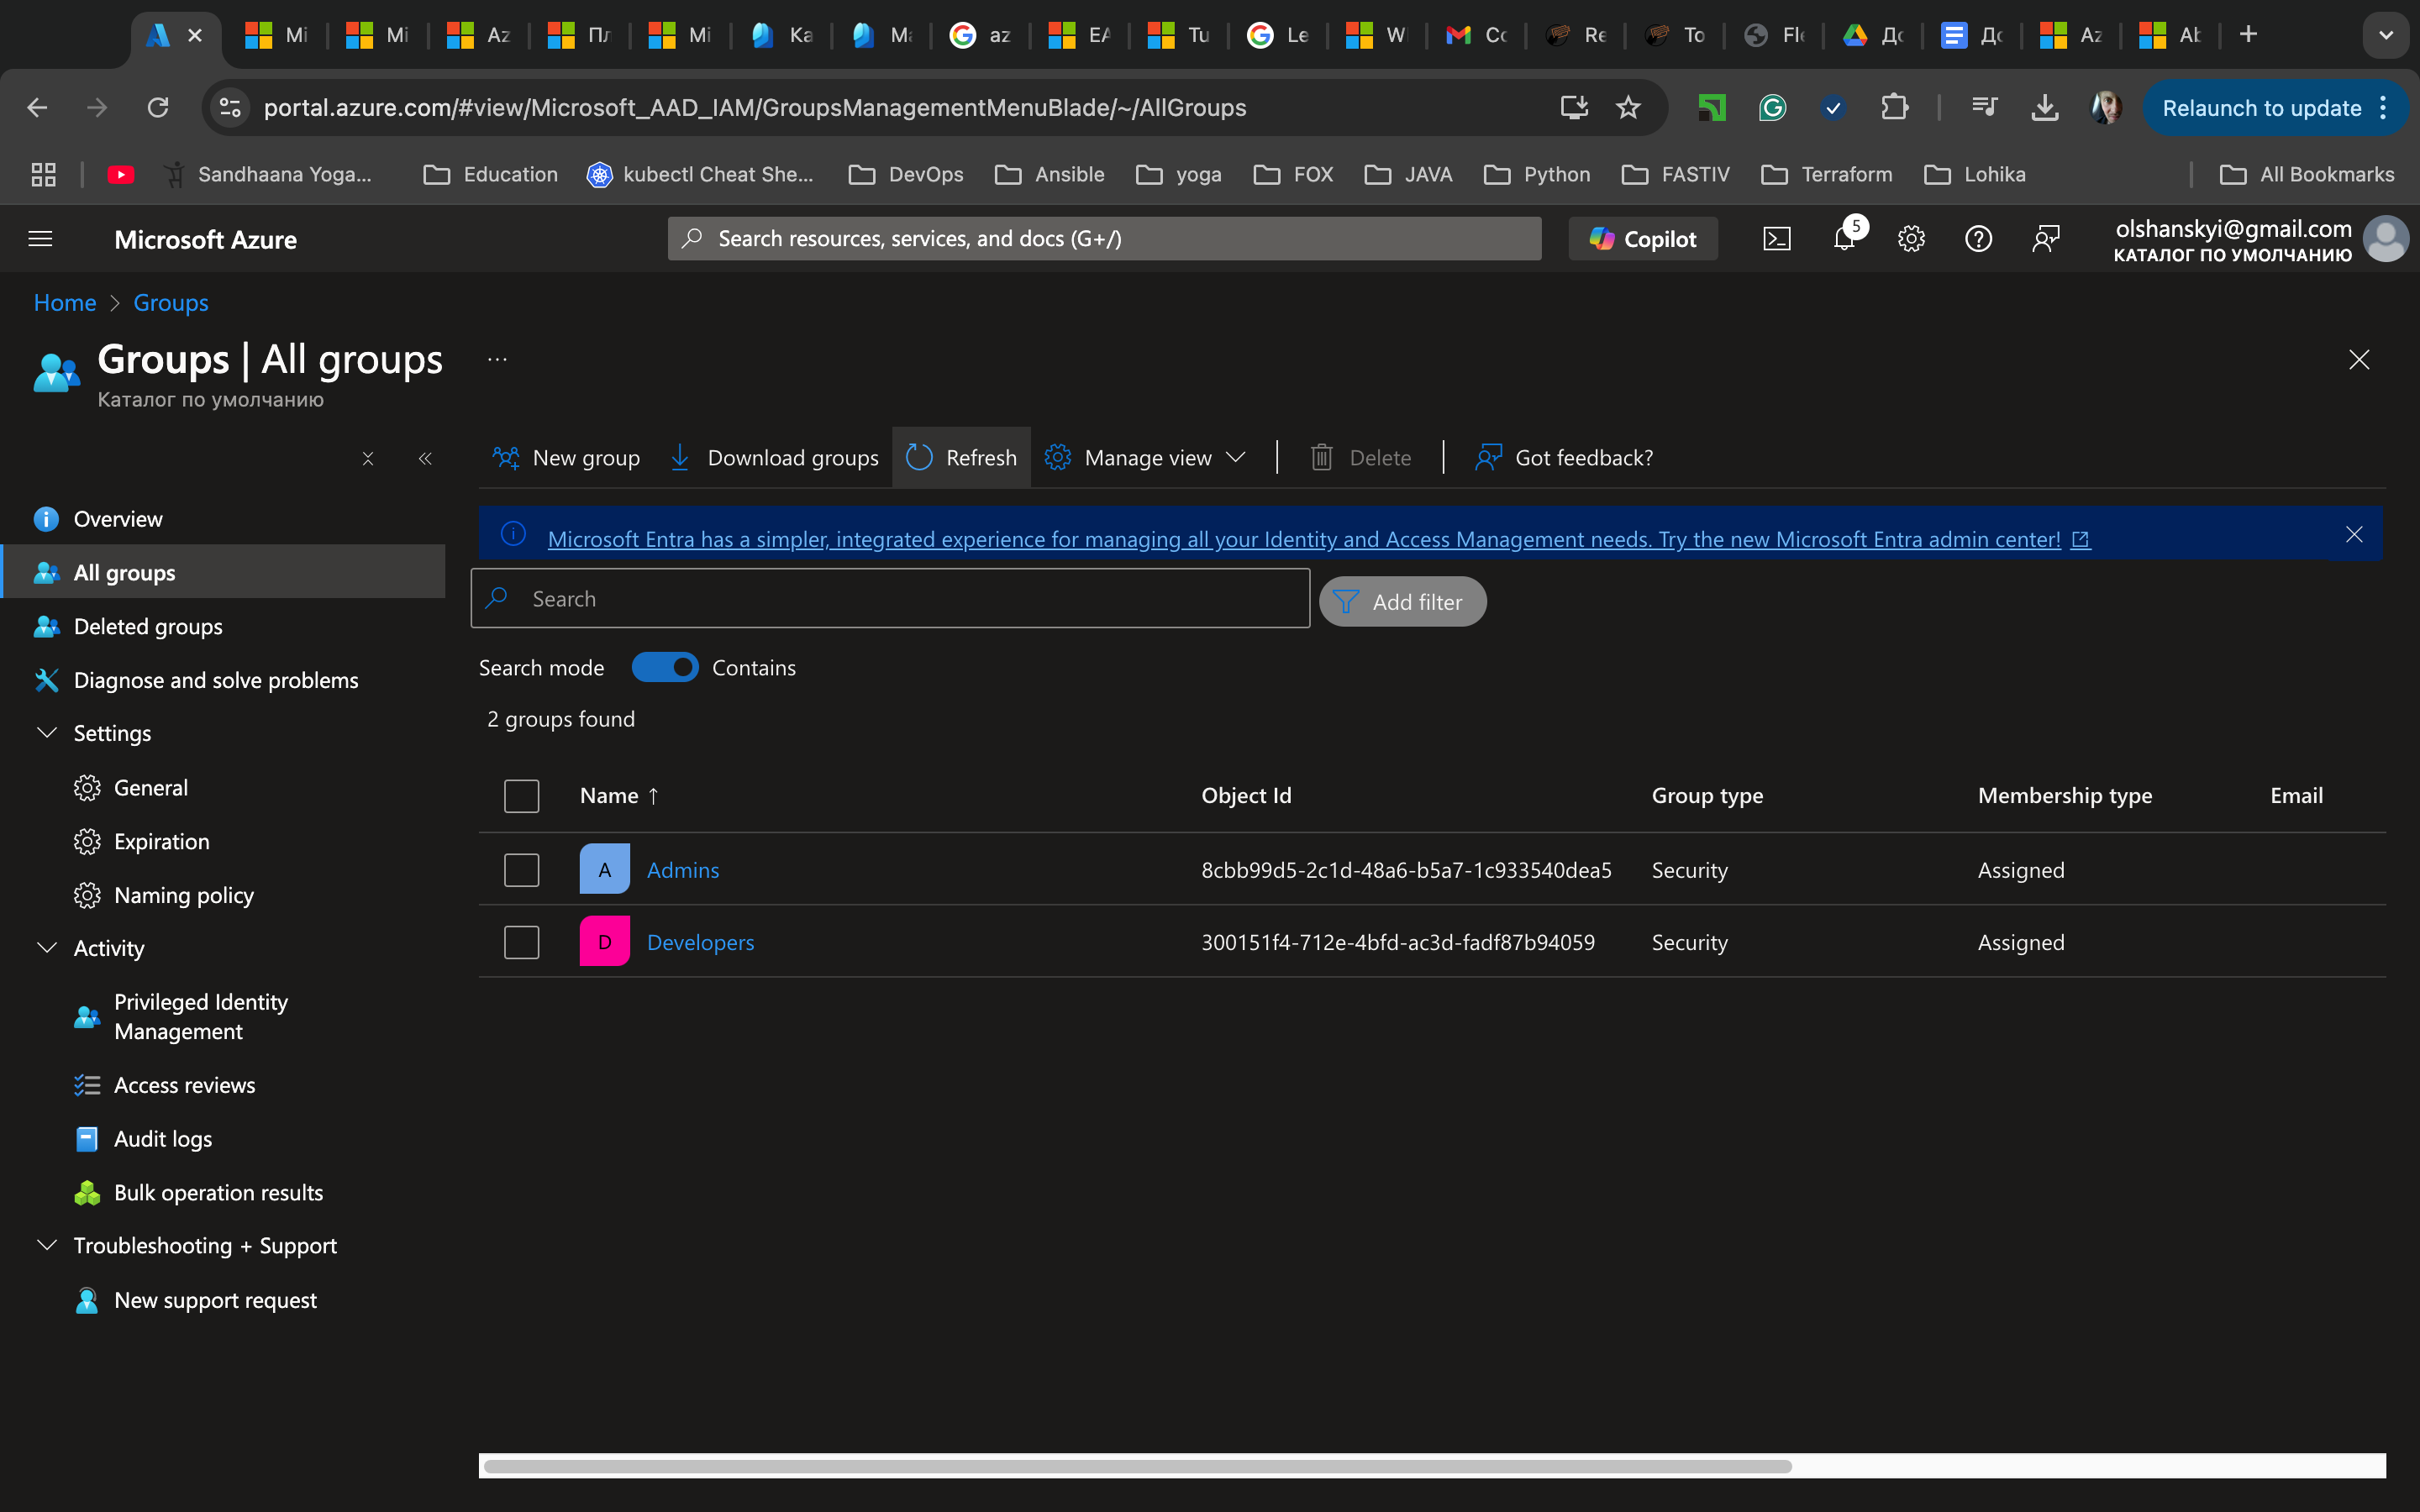 Mi
Mi
Az
Пл
Mi
Ka
Ma
az
EA
Tu
Le
W
Co
Re
To
Fle
До
До
Az
Ab
portal.azure.com/#view/Microsoft_AAD_IAM/GroupsManagementMenuBlade/~/AllGroups
Relaunch to update
Sandhaana Yoga...
Education
kubectl Cheat She...
DevOps
Ansible
yoga
FOX
JAVA
Python
FASTIV
Terraform
Lohika
All Bookmarks
Microsoft Azure
Search resources, services, and docs (G+/)
Copilot
5
olshanskyi@gmail.com
КАТАЛОГ ПО УМОЛЧАНИЮ
Home > Groups
Groups | All groups ...
Каталог по умолчанию
New group
Download groups
Refresh
Manage view
Delete
Got feedback?
Overview
All groups
Deleted groups
Diagnose and solve problems
Settings
General
Expiration
Naming policy
Activity
Privileged Identity
Management
Access reviews
Audit logs
Bulk operation results
Troubleshooting + Support
New support request
Microsoft Entra has a simpler, integrated experience for managing all your Identity and Access Management needs. Try the new Microsoft Entra admin center!
Search
Add filter
Search mode Contains
2 groups found
Name ↑ Object Id Group type Membership type Email
A Admins 8cbb99d5-2c1d-48a6-b5a7-1c933540dea5 Security Assigned
D Developers 300151f4-712e-4bfd-ac3d-fadf87b94059 Security Assigned